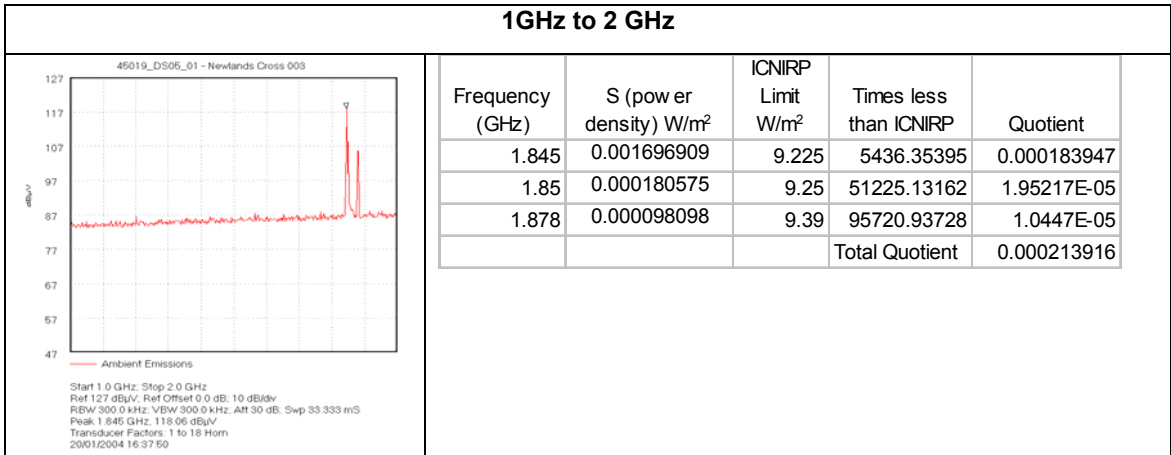 1GHz to 2 GHz
45019_DS05_01 - Newlands Cross 003
127
117
107
97
87
77
67
57
47
dBµV
Ambient Emissions
Start 1.0 GHz; Stop 2.0 GHz
Ref 127 dBµV; Ref Offset 0.0 dB; 10 dB/div
RBW 300.0 kHz; VBW 300.0 kHz; Att 30 dB; Swp 33.333 mS
Peak 1.845 GHz, 118.06 dBµV
Transducer Factors: 1 to 18 Horn
20/01/2004 16:37:50
Frequency (GHz) S (pow er density) W/m² ICNIRP Limit W/m² Times less than ICNIRP Quotient
1.845 0.001696909 9.225 5436.35395 0.000183947
1.85 0.000180575 9.25 51225.13162 1.95217E-05
1.878 0.000098098 9.39 95720.93728 1.0447E-05
Total Quotient 0.000213916